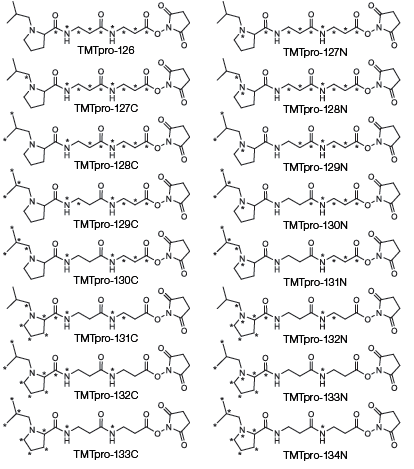 TMTpro-126 TMTpro-127N
TMTpro-127C TMTpro-128N
TMTpro-128C TMTpro-129N
TMTpro-129C TMTpro-130N
TMTpro-130C TMTpro-131N
TMTpro-131C TMTpro-132N
TMTpro-132C TMTpro-133N
TMTpro-133C TMTpro-134N